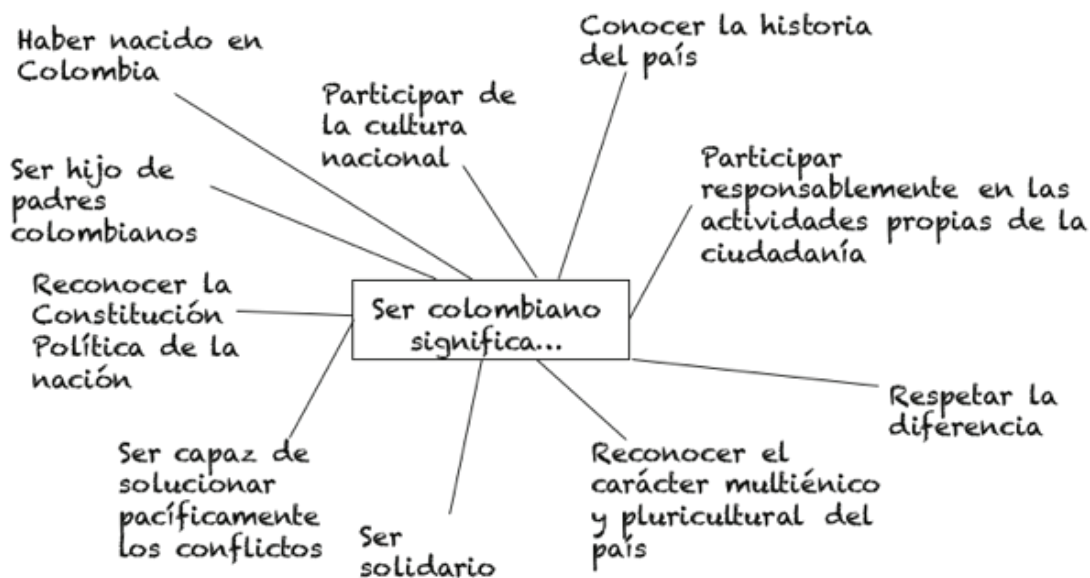 Haber nacido en
Colombia
Participar de
la cultura
nacional
Conocer la historia
del país
Ser hijo de
padres
colombianos
Participar
responsablemente en las
actividades propias de la
ciudadanía
Reconocer la
Constitución
Política de la
nación
Ser colombiano
significa...
Respetar la
diferencia
Ser capaz de
solucionar
pacíficamente
los conflictos
Ser
solidario
Reconocer el
carácter multiénico
y pluricultural del
país